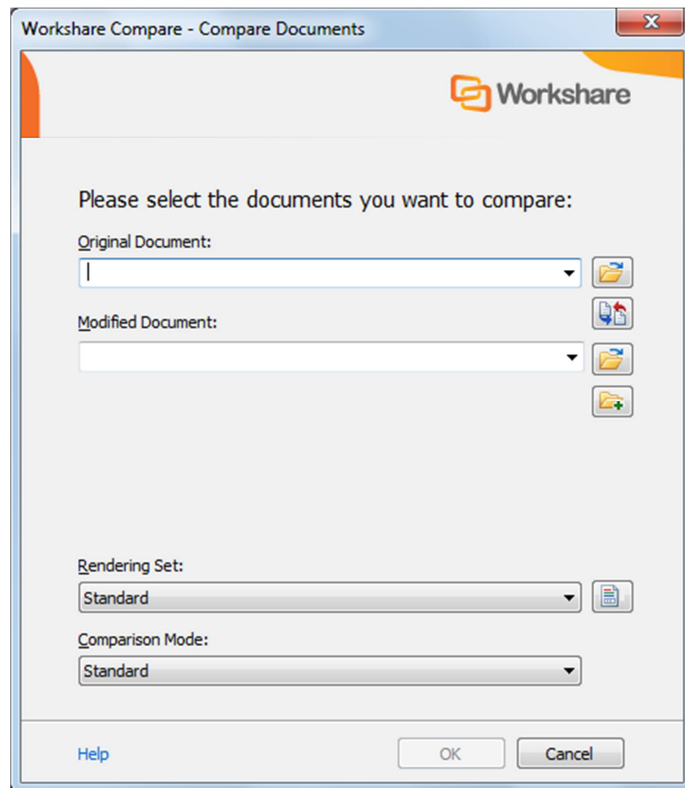 Workshare Compare - Compare Documents
Workshare
Please select the documents you want to compare:
Original Document:
Modified Document:
Rendering Set:
Standard
Comparison Mode:
Standard
Help OK Cancel